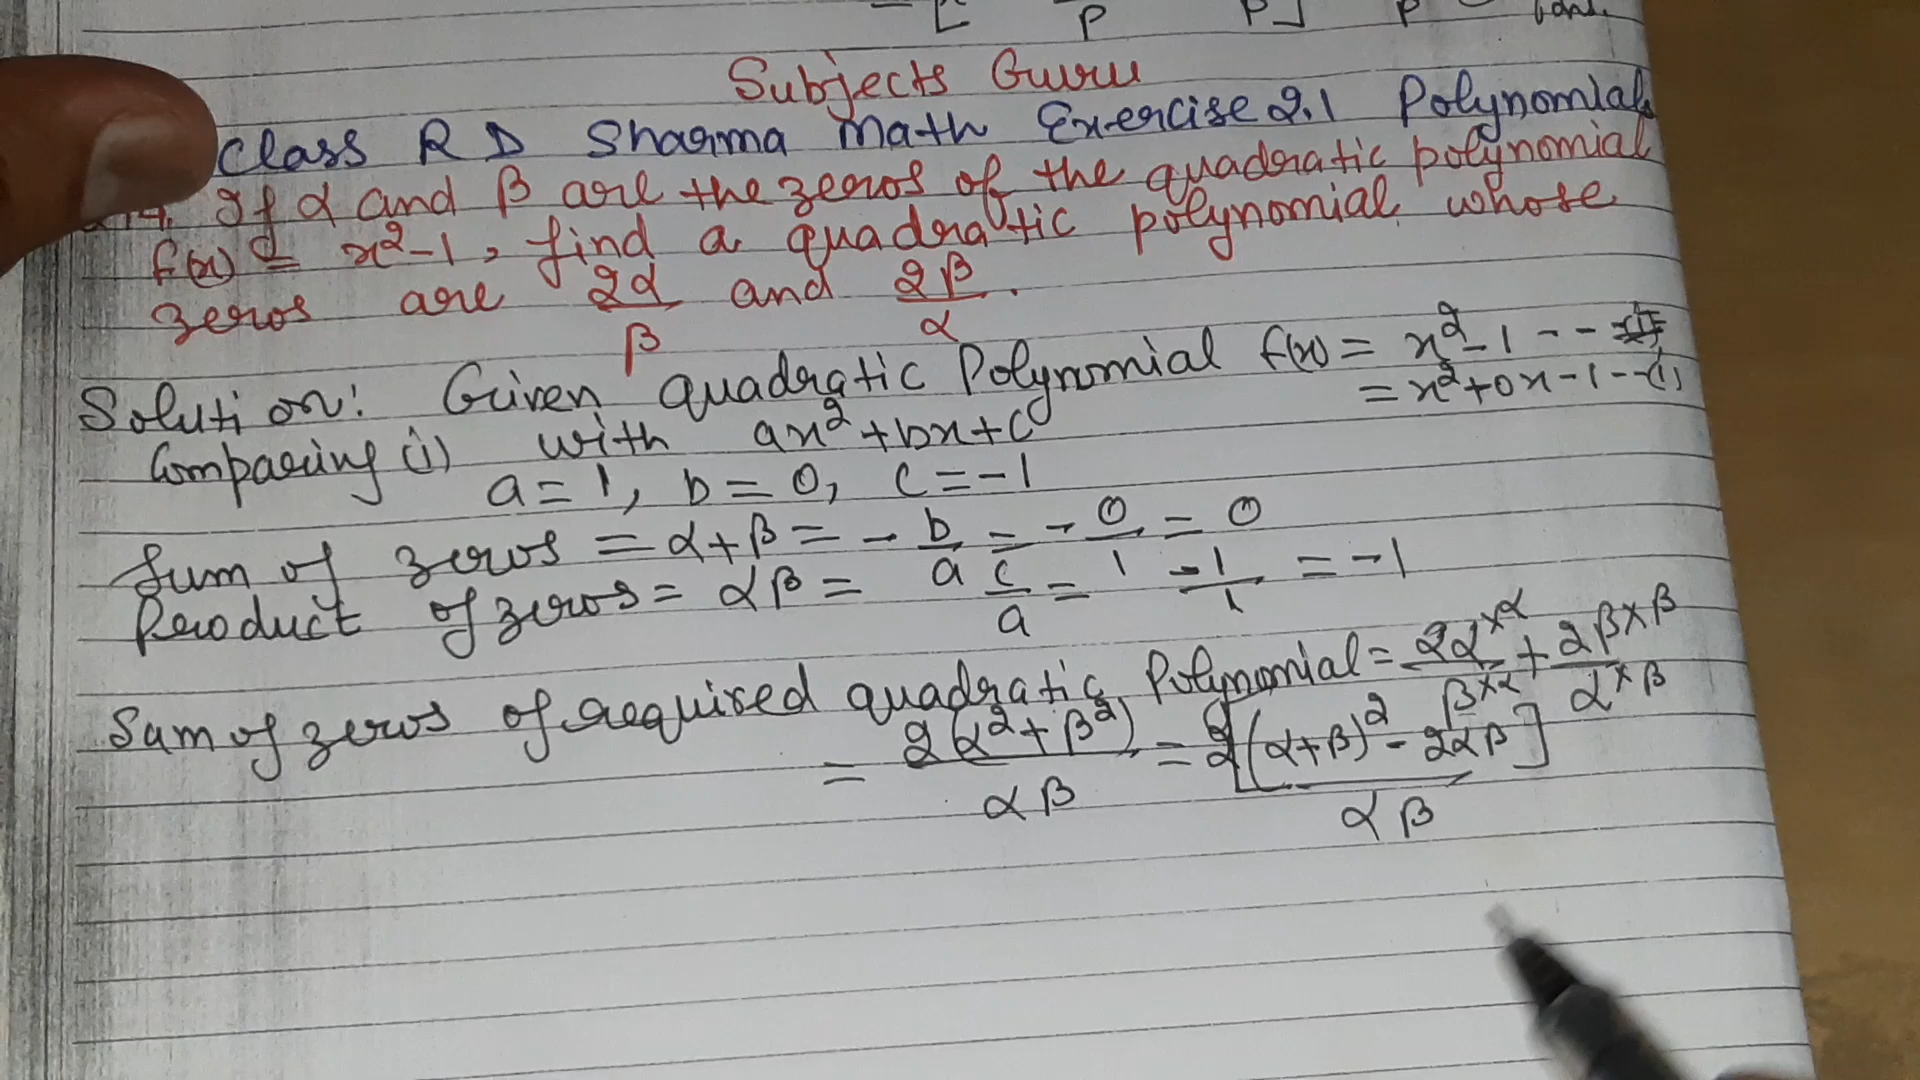 Subjects Guru
Class R D Sharma Math Exercise 2.1 Polynomials
14. If α and β are the zeros of the quadratic polynomial
f(x) = x² - 1, find a quadratic polynomial whose
zeros are 2α/β and 2β/α.
Solution: Given quadratic Polynomial f(x) = x² - 1 - -
= x² + 0x - 1 - - (i)
Comparing (i) with ax² + bx + c
a = 1, b = 0, c = -1
Sum of zeros = α + β = - b/a = - 0/1 = 0
Product of zeros = αβ = c/a = -1/1 = -1
Sum of zeros of required quadratic Polynomial = 2α×α/β×α + 2β×β/α×β
= 2(α² + β²)/αβ = 2[(α+β)² - 2αβ]/αβ